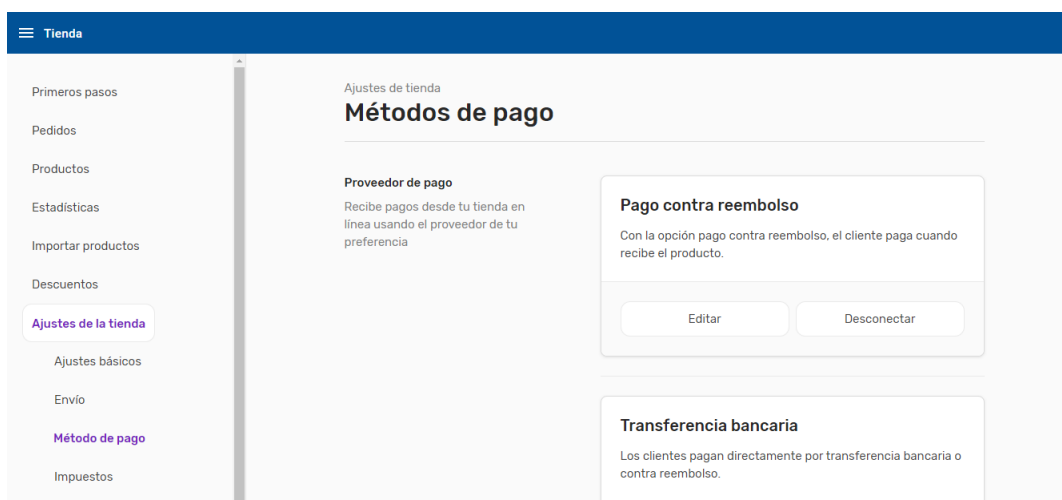 Tienda
Primeros pasos
Pedidos
Productos
Estadísticas
Importar productos
Descuentos
Ajustes de la tienda
Ajustes básicos
Envío
Método de pago
Impuestos
Ajustes de tienda
Métodos de pago
Proveedor de pago
Recibe pagos desde tu tienda en
línea usando el proveedor de tu
preferencia
Pago contra reembolso
Con la opción pago contra reembolso, el cliente paga cuando
recibe el producto.
Editar
Desconectar
Transferencia bancaria
Los clientes pagan directamente por transferencia bancaria o
contra reembolso.